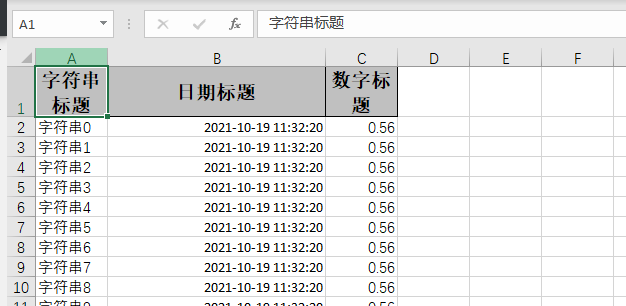 A1 fx 字符串标题
A B C D E F
1 字符串标题 日期标题 数字标题
2 字符串0 2021-10-19 11:32:20 0.56
3 字符串1 2021-10-19 11:32:20 0.56
4 字符串2 2021-10-19 11:32:20 0.56
5 字符串3 2021-10-19 11:32:20 0.56
6 字符串4 2021-10-19 11:32:20 0.56
7 字符串5 2021-10-19 11:32:20 0.56
8 字符串6 2021-10-19 11:32:20 0.56
9 字符串7 2021-10-19 11:32:20 0.56
10 字符串8 2021-10-19 11:32:20 0.56